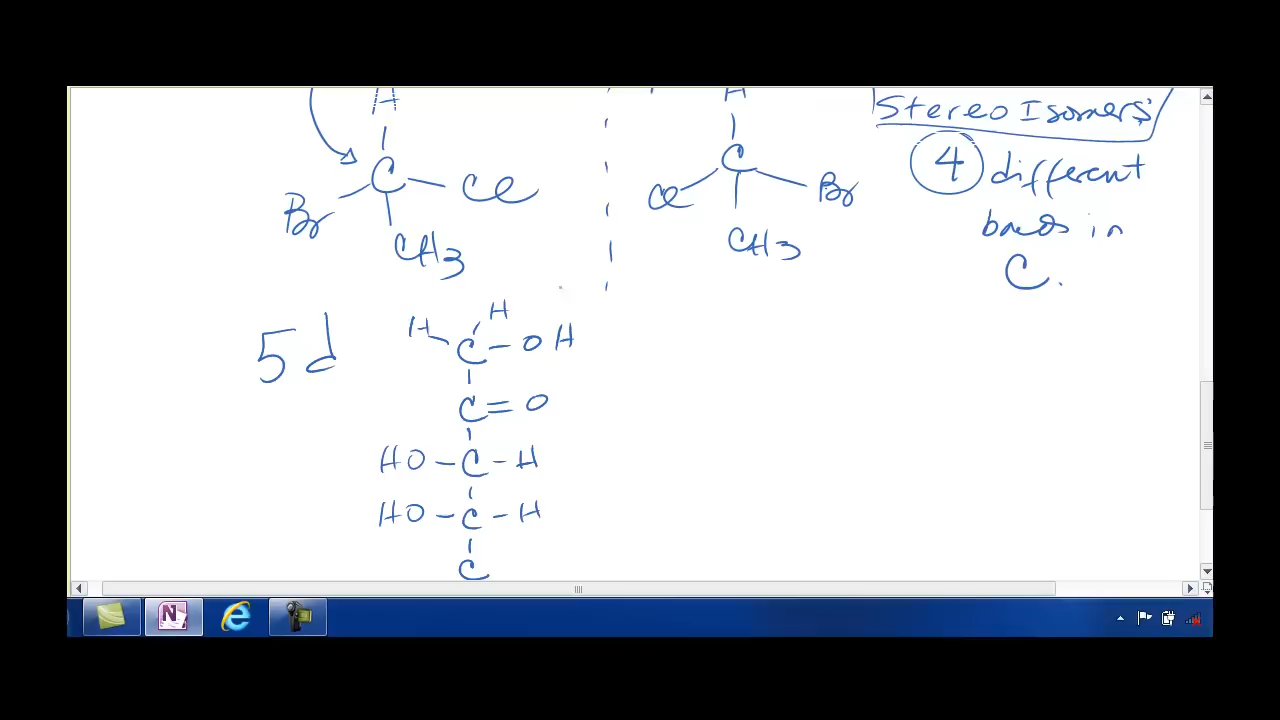 H
H
Stereo Isomers
4 different
bonds in
C.
C
Br
Cl
CH3
C
Cl
Br
CH3
5d
H H
C - OH
C = O
HO - C - H
HO - C - H
C